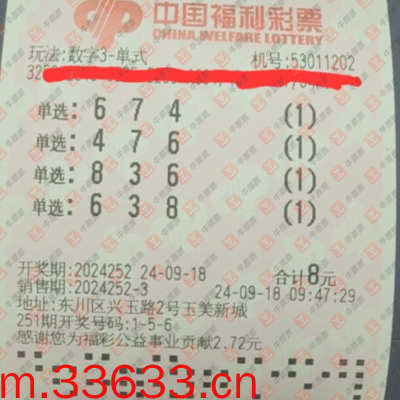 中国福利彩票
CHINA WELFARE LOTTERY
玩法:数字3-单式 机号:53011202
单选: 6 7 4 (1)
单选: 4 7 6 (1)
单选: 8 3 6 (1)
单选: 6 3 8 (1)
开奖期:2024252 24-09-18 合计8元
销售期:2024252-3 24-09-18 09:47:29
地址:东川区兴玉路2号玉美新城
251期开奖号码:1-5-6
感谢您为福彩公益事业贡献2.72元
m.33633.cn